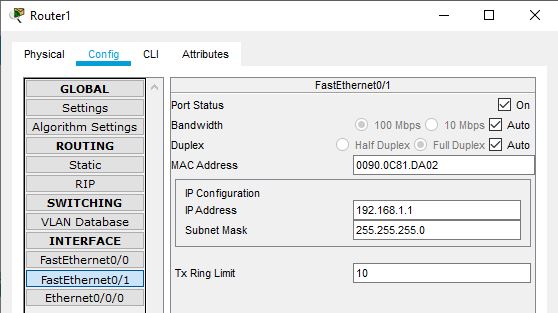 Router1
Physical Config CLI Attributes
GLOBAL
Settings
Algorithm Settings
ROUTING
Static
RIP
SWITCHING
VLAN Database
INTERFACE
FastEthernet0/0
FastEthernet0/1
Ethernet0/0/0
FastEthernet0/1
Port Status On
Bandwidth 100 Mbps 10 Mbps Auto
Duplex Half Duplex Full Duplex Auto
MAC Address 0090.0C81.DA02
IP Configuration
IP Address 192.168.1.1
Subnet Mask 255.255.255.0
Tx Ring Limit 10